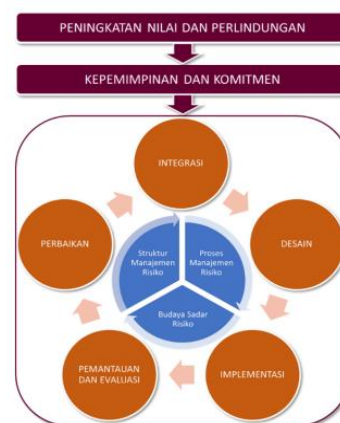 PENINGKATAN NILAI DAN PERLINDUNGAN
KEPEMIMPINAN DAN KOMITMEN
INTEGRASI
PERBAIKAN
DESAIN
Struktur
Manajemen
Risiko
Proses
Manajemen
Risiko
Budaya Sadar
Risiko
PEMANTAUAN
DAN EVALUASI
IMPLEMENTASI